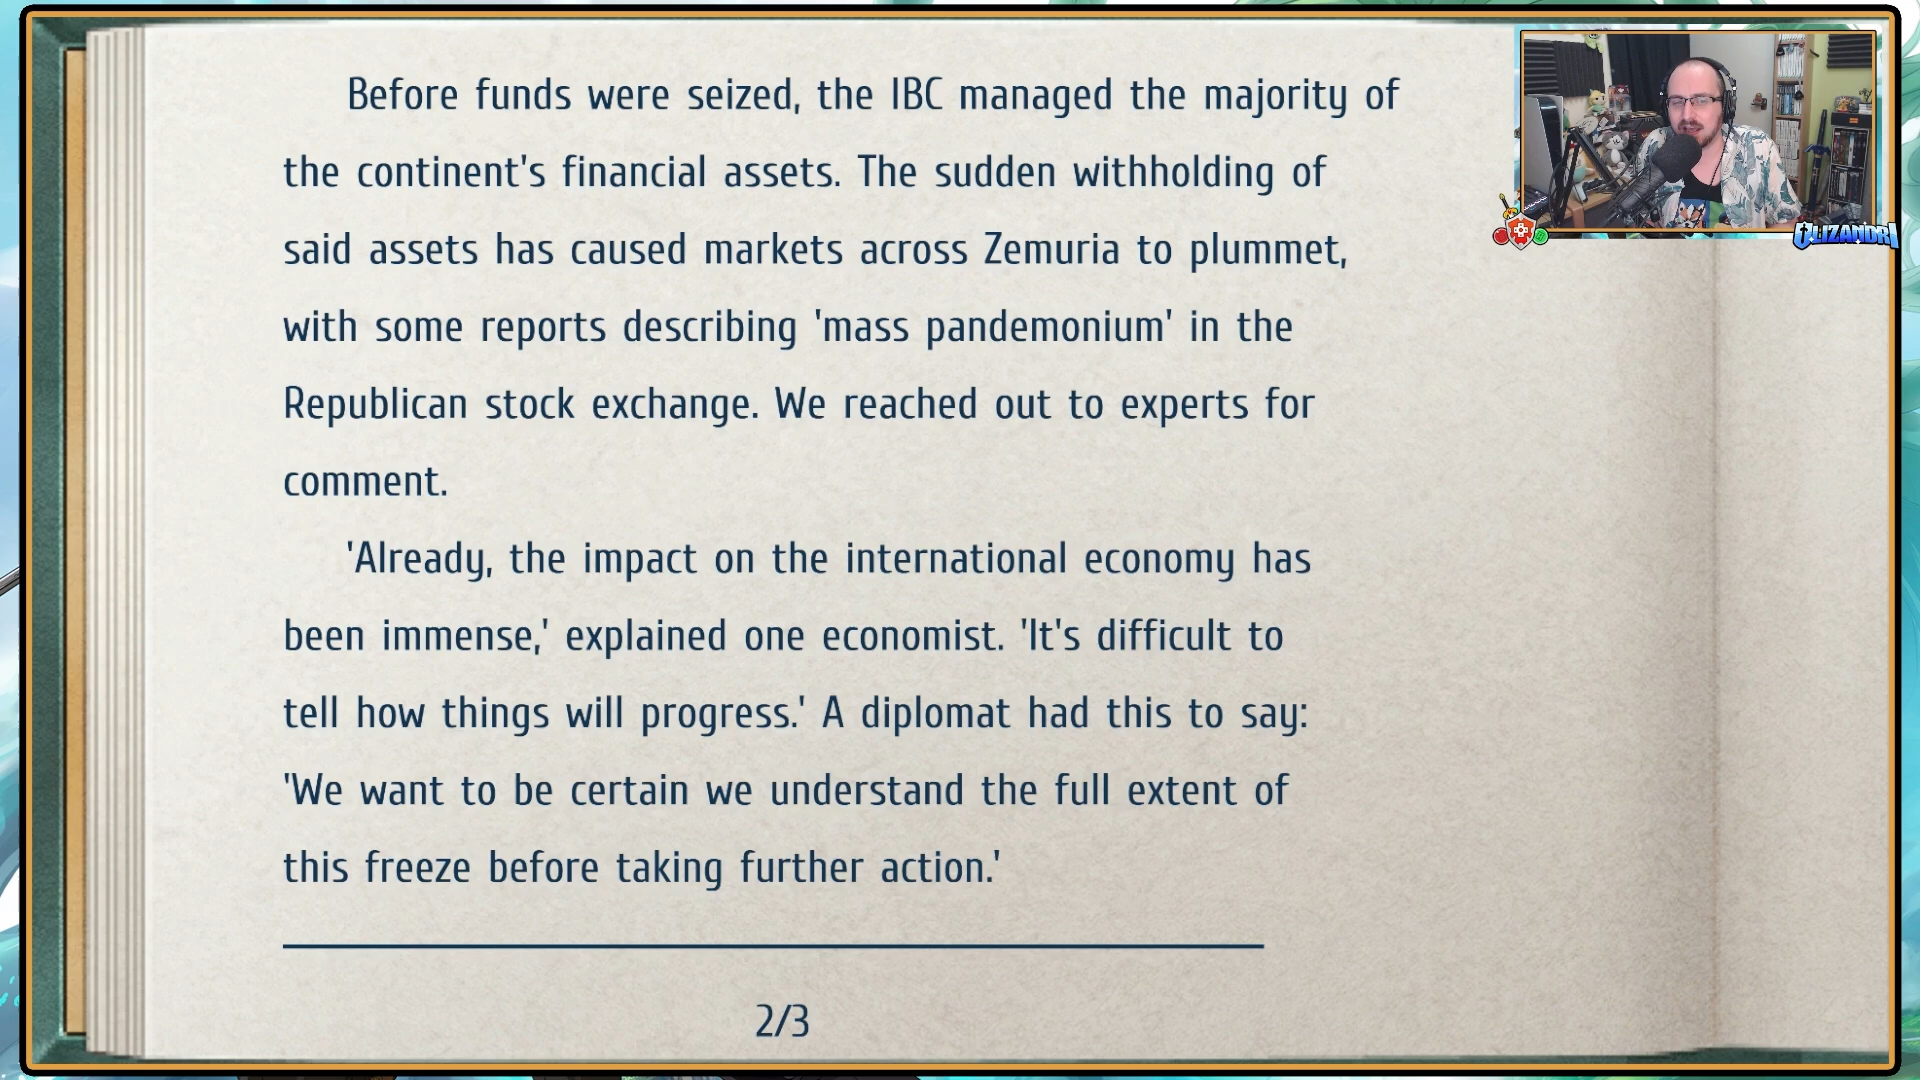 Before funds were seized, the IBC managed the majority of
the continent's financial assets. The sudden withholding of
said assets has caused markets across Zemuria to plummet,
with some reports describing 'mass pandemonium' in the
Republican stock exchange. We reached out to experts for
comment.
'Already, the impact on the international economy has
been immense,' explained one economist. 'It's difficult to
tell how things will progress.' A diplomat had this to say:
'We want to be certain we understand the full extent of
this freeze before taking further action.'
2/3